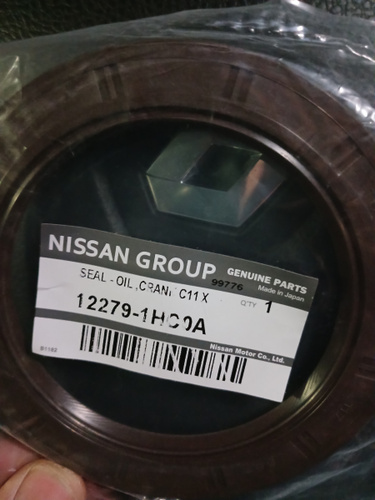 NISSAN GROUP GENUINE PARTS
99776 Made in Japan
SEAL - OIL,CRANK C11 X QTY 1
12279-1HC0A
Nissan Motor Co., Ltd.